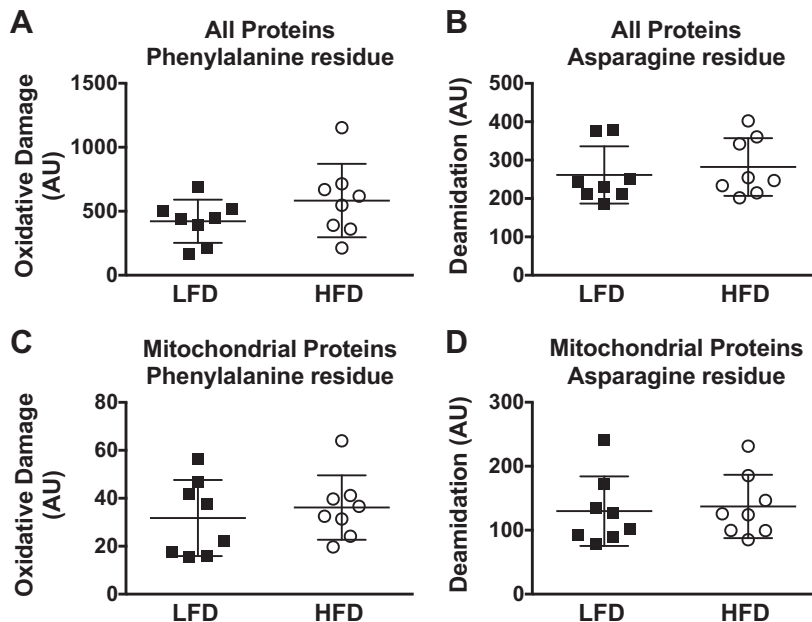 A
All Proteins
Phenylalanine residue
Oxidative Damage
(AU)
1500
1000
500
0
LFD
HFD
B
All Proteins
Asparagine residue
Deamidation (AU)
500
400
300
200
100
0
LFD
HFD
C
Mitochondrial Proteins
Phenylalanine residue
Oxidative Damage
(AU)
80
60
40
20
0
LFD
HFD
D
Mitochondrial Proteins
Asparagine residue
Deamidation (AU)
300
200
100
0
LFD
HFD